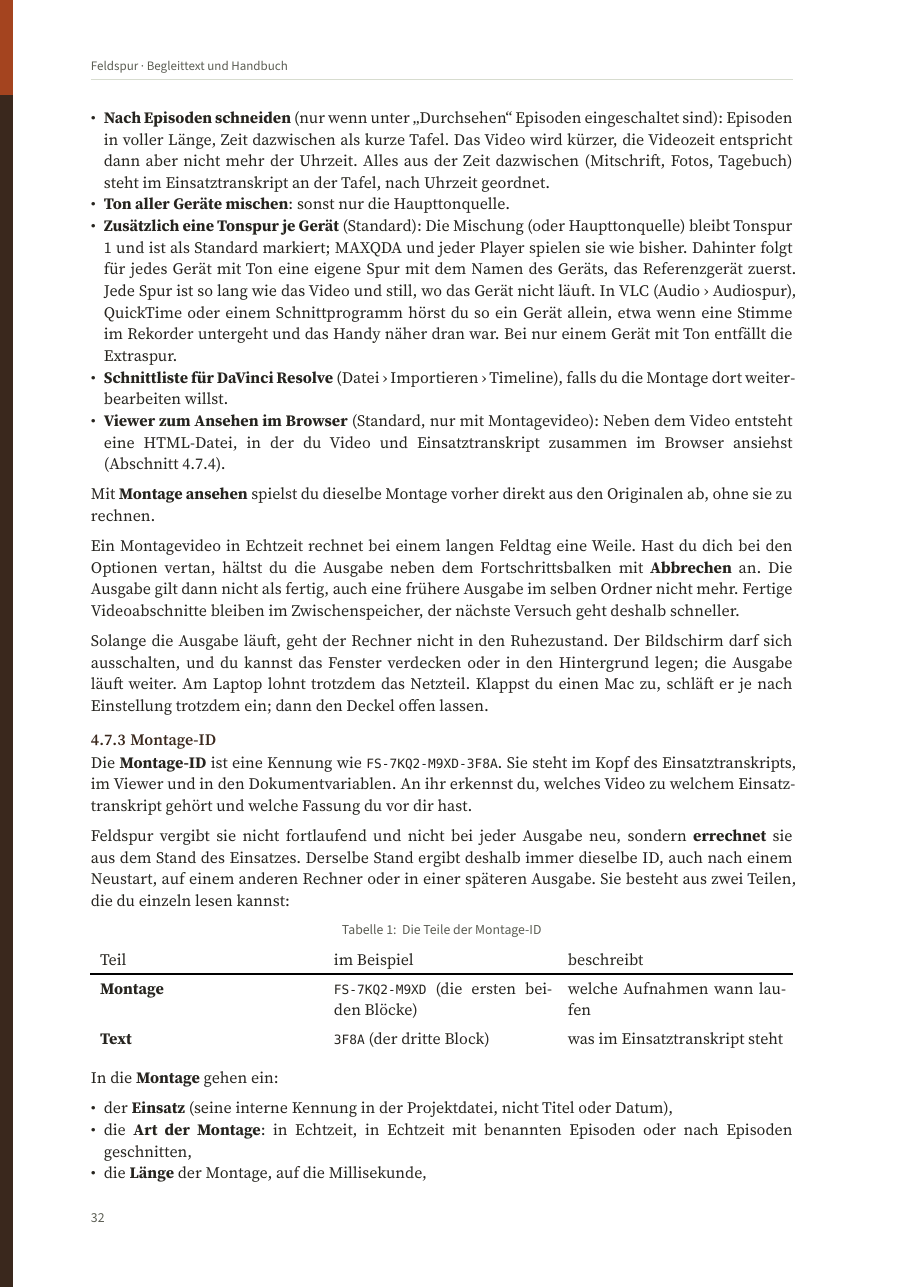 Feldspur · Begleittext und Handbuch
• Nach Episoden schneiden (nur wenn unter „Durchsehen“ Episoden eingeschaltet sind): Episoden
in voller Länge, Zeit dazwischen als kurze Tafel. Das Video wird kürzer, die Videozeit entspricht
dann aber nicht mehr der Uhrzeit. Alles aus der Zeit dazwischen (Mitschrift, Fotos, Tagebuch)
steht im Einsatztranskript an der Tafel, nach Uhrzeit geordnet.
• Ton aller Geräte mischen: sonst nur die Haupttonquelle.
• Zusätzlich eine Tonspur je Gerät (Standard): Die Mischung (oder Haupttonquelle) bleibt Tonspur
1 und ist als Standard markiert; MAXQDA und jeder Player spielen sie wie bisher. Dahinter folgt
für jedes Gerät mit Ton eine eigene Spur mit dem Namen des Geräts, das Referenzgerät zuerst.
Jede Spur ist so lang wie das Video und still, wo das Gerät nicht läuft. In VLC (Audio › Audiospur),
QuickTime oder einem Schnittprogramm hörst du so ein Gerät allein, etwa wenn eine Stimme
im Rekorder untergeht und das Handy näher dran war. Bei nur einem Gerät mit Ton entfällt die
Extraspur.
• Schnittliste für DaVinci Resolve (Datei › Importieren › Timeline), falls du die Montage dort weiter-
bearbeiten willst.
• Viewer zum Ansehen im Browser (Standard, nur mit Montagevideo): Neben dem Video entsteht
eine HTML-Datei, in der du Video und Einsatztranskript zusammen im Browser ansiehst
(Abschnitt 4.7.4).
Mit Montage ansehen spielst du dieselbe Montage vorher direkt aus den Originalen ab, ohne sie zu
rechnen.
Ein Montagevideo in Echtzeit rechnet bei einem langen Feldtag eine Weile. Hast du dich bei den
Optionen vertan, hältst du die Ausgabe neben dem Fortschrittsbalken mit Abbrechen an. Die
Ausgabe gilt dann nicht als fertig, auch eine frühere Ausgabe im selben Ordner nicht mehr. Fertige
Videoabschnitte bleiben im Zwischenspeicher, der nächste Versuch geht deshalb schneller.
Solange die Ausgabe läuft, geht der Rechner nicht in den Ruhezustand. Der Bildschirm darf sich
ausschalten, und du kannst das Fenster verdecken oder in den Hintergrund legen; die Ausgabe
läuft weiter. Am Laptop lohnt trotzdem das Netzteil. Klappst du einen Mac zu, schläft er je nach
Einstellung trotzdem ein; dann den Deckel offen lassen.
4.7.3 Montage-ID
Die Montage-ID ist eine Kennung wie FS-7KQ2-M9XD-3F8A. Sie steht im Kopf des Einsatztranskripts,
im Viewer und in den Dokumentvariablen. An ihr erkennst du, welches Video zu welchem Einsatz-
transkript gehört und welche Fassung du vor dir hast.
Feldspur vergibt sie nicht fortlaufend und nicht bei jeder Ausgabe neu, sondern errechnet sie
aus dem Stand des Einsatzes. Derselbe Stand ergibt deshalb immer dieselbe ID, auch nach einem
Neustart, auf einem anderen Rechner oder in einer späteren Ausgabe. Sie besteht aus zwei Teilen,
die du einzeln lesen kannst:
Tabelle 1: Die Teile der Montage-ID
Teil im Beispiel beschreibt
Montage FS-7KQ2-M9XD (die ersten bei- welche Aufnahmen wann lau-
den Blöcke) fen
Text 3F8A (der dritte Block) was im Einsatztranskript steht
In die Montage gehen ein:
• der Einsatz (seine interne Kennung in der Projektdatei, nicht Titel oder Datum),
• die Art der Montage: in Echtzeit, in Echtzeit mit benannten Episoden oder nach Episoden
geschnitten,
• die Länge der Montage, auf die Millisekunde,
32